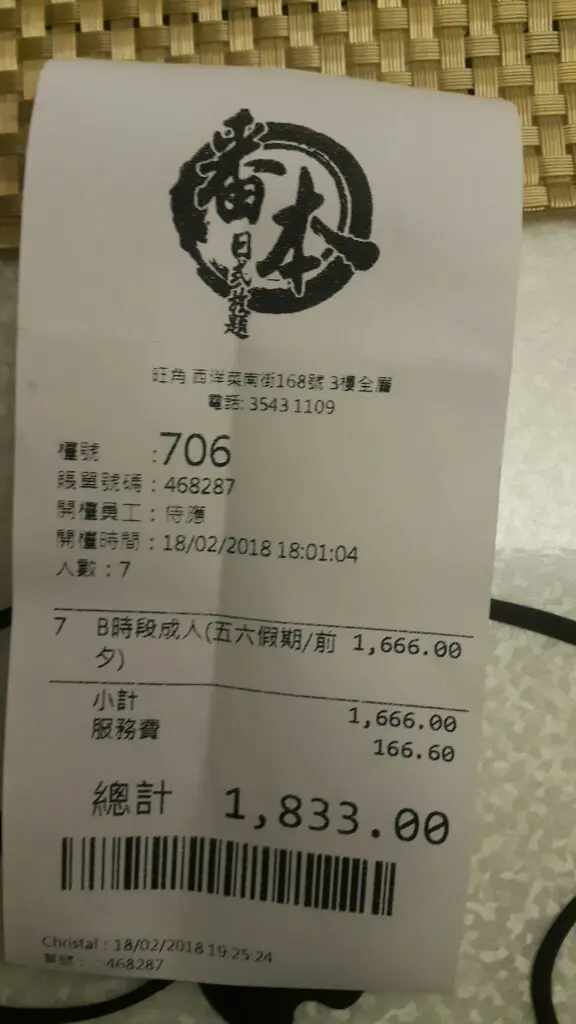 番本
日式放題
旺角 西洋菜南街168號 3樓全層
電話: 3543 1109
檯號 :706
賬單號碼 : 468287
開檯員工 : 侍應
開檯時間 : 18/02/2018 18:01:04
人數 : 7
7 B時段成人(五六假期/前 1,666.00
夕)
小計 1,666.00
服務費 166.60
總計 1,833.00
Christal : 18/02/2018 19:25:24
單號 : 468287